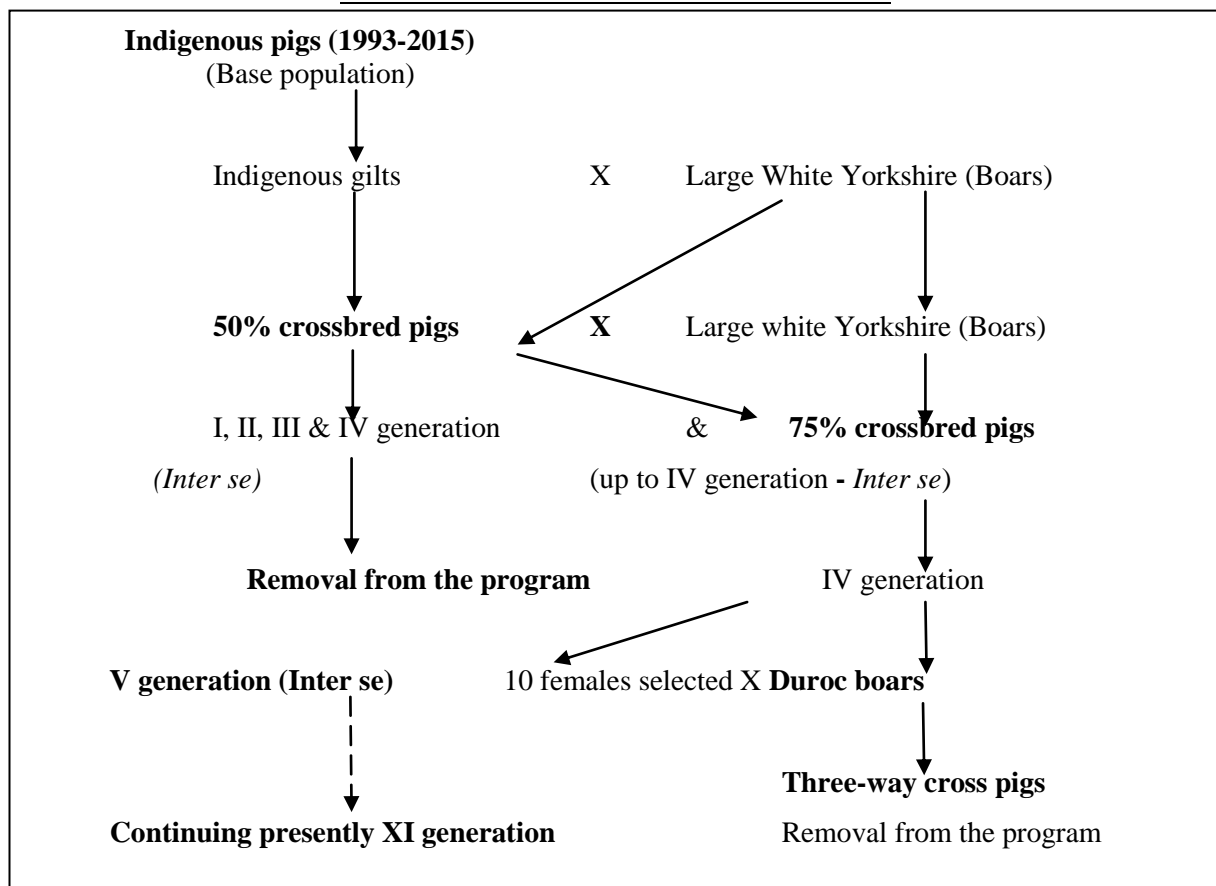 Indigenous pigs (1993-2015)
(Base population)
Indigenous gilts X Large White Yorkshire (Boars)
50% crossbred pigs X Large white Yorkshire (Boars)
I, II, III & IV generation & 75% crossbred pigs
(Inter se) (up to IV generation - Inter se)
Removal from the program IV generation
V generation (Inter se) 10 females selected X Duroc boars
Three-way cross pigs
Continuing presently XI generation Removal from the program